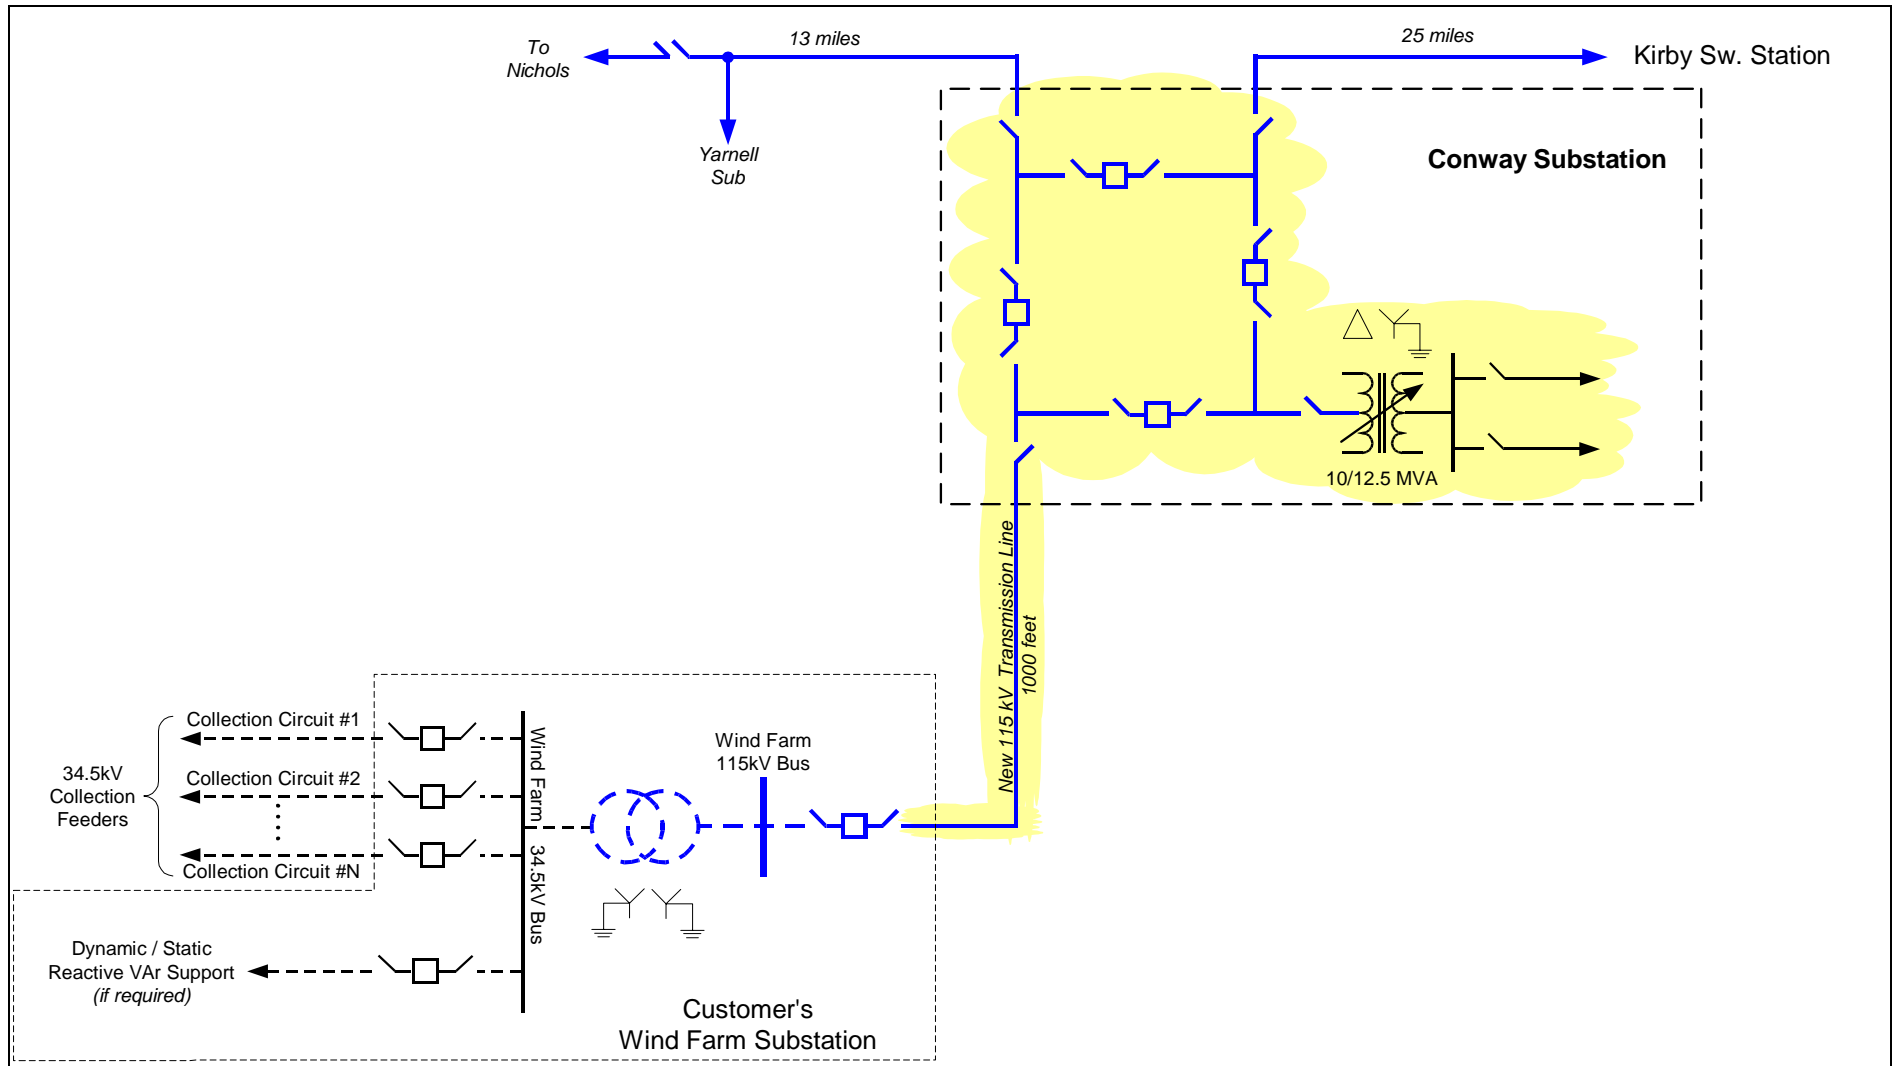 To
Nichols
13 miles
25 miles
Kirby Sw. Station
Yarnell
Sub
Conway Substation
10/12.5 MVA
New 115 kV Transmission Line
1000 feet
Collection Circuit #1
Collection Circuit #2
Collection Circuit #N
34.5kV
Collection
Feeders
Wind Farm
34.5kV Bus
Wind Farm
115kV Bus
Dynamic / Static
Reactive VAr Support
(if required)
Customer's
Wind Farm Substation